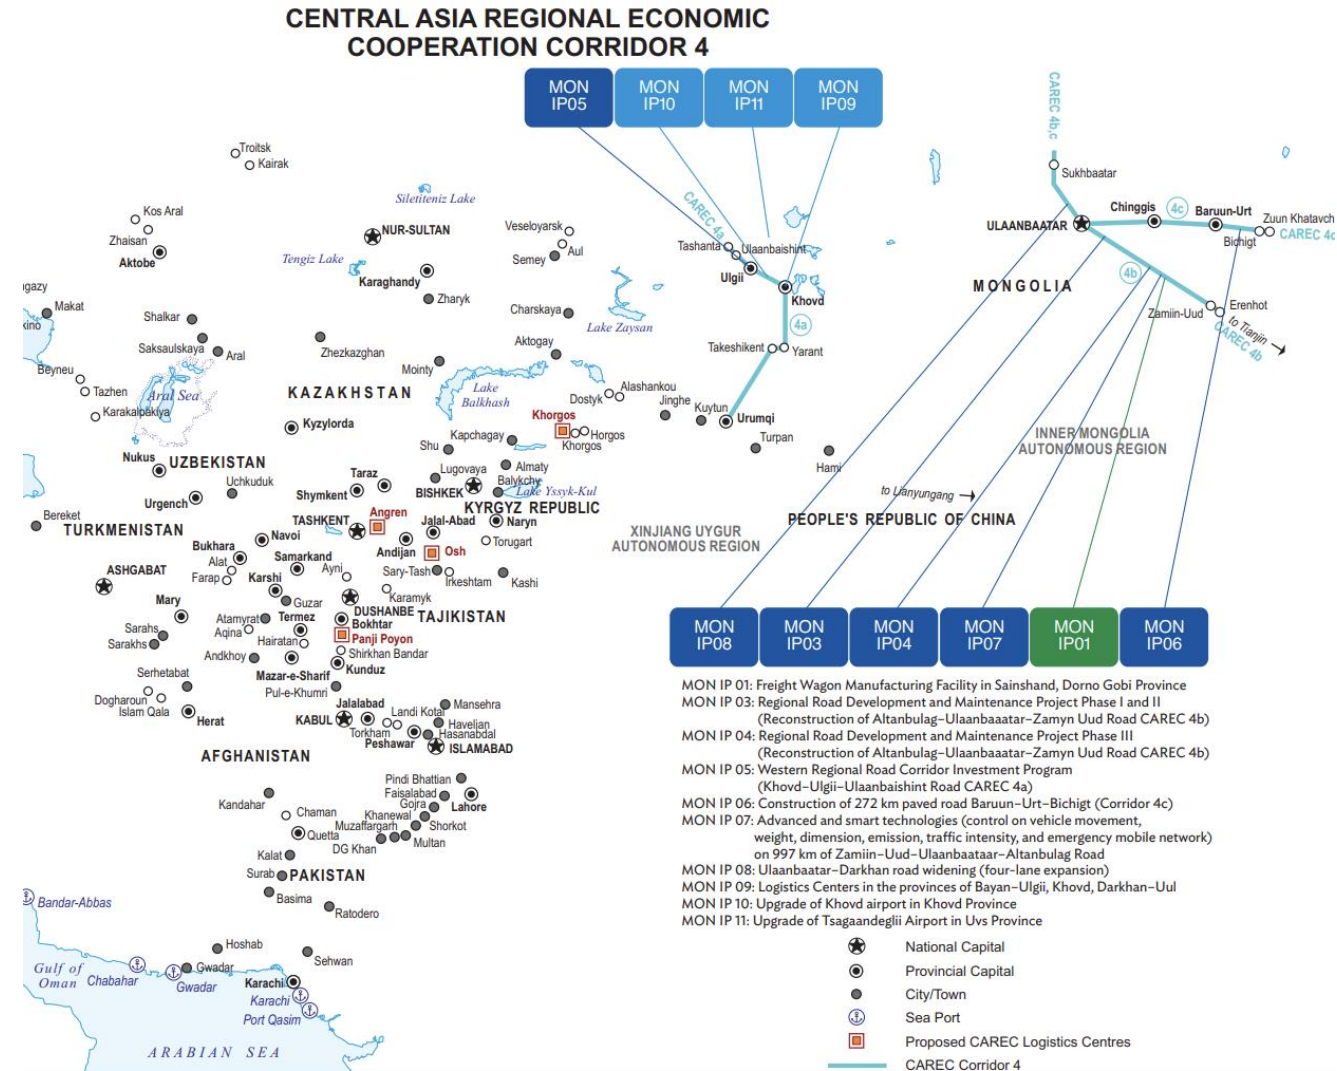 CENTRAL ASIA REGIONAL ECONOMIC
COOPERATION CORRIDOR 4
MON
IP05
MON
IP10
MON
IP11
MON
IP09
CAREC 4b,c
Sukhbaatar
ULAANBAATAR
Chinggis
4c
Baruun-Urt
Zuun Khatavch
Bichigt
CAREC 4c
4b
MONGOLIA
Zamiin-Uud
Erenhot
to Tianjin
CAREC 4b
CAREC 4a
Tashanta
Ulaanbaishint
Ulgii
Khovd
4a
Takeshikent
Yarant
Urumqi
Troitsk
Kairak
Kos Aral
Zhaisan
Aktobe
Siletiteniz Lake
NUR-SULTAN
Tengiz Lake
Karaghandy
Zharyk
Veseloyarsk
Aul
Semey
Charskaya
Lake Zaysan
Aktogay
ngazy
Makat
kino
Shalkar
Saksaulskaya
Aral
Zhezkazghan
Mointy
Beyneu
Tazhen
Karakalpakiya
Aral Sea
KAZAKHSTAN
Lake
Balkhash
Dostyk
Alashankou
Jinghe
Kuytun
Turpan
Hami
Kyzylorda
Khorgos
Horgos
Khorgos
Kapchagay
Shu
Nukus
UZBEKISTAN
Uchkuduk
Urgench
Taraz
Shymkent
Lugovaya
Almaty
BISHKEK
Balykchy
Lake Yssyk-Kul
KYRGYZ REPUBLIC
Bereket
TURKMENISTAN
TASHKENT
Angren
Jalal-Abad
Naryn
Torugart
Navoi
Bukhara
Alat
Farap
Samarkand
Andijan
Osh
Ayni
Sary-Tash
Irkeshtam
Kashi
ASHGABAT
Karshi
Guzar
Karamyk
Mary
DUSHANBE
TAJIKISTAN
Atamyrat
Termez
Bokhtar
Aqina
Hairatan
Panji Poyon
Sarahs
Sarakhs
Andkhoy
Shirkhan Bandar
Kunduz
Mazar-e-Sharif
Pul-e-Khumri
Serhetabat
Dogharoun
Islam Qala
Herat
Jalalabad
KABUL
Landi Kotal
Torkham
Peshawar
Mansehra
Havelian
Hasanabdal
ISLAMABAD
AFGHANISTAN
Pindi Bhattian
Faisalabad
Gojra
Lahore
Khanewal
Shorkot
Muzaffargarh
DG Khan
Multan
Kandahar
Chaman
Quetta
Kalat
Surab
PAKISTAN
Basima
Ratodero
Bandar-Abbas
Hoshab
Sehwan
Gulf of
Oman
Chabahar
Gwadar
Gwadar
Karachi
Karachi
Port Qasim
ARABIAN SEA
INNER MONGOLIA
AUTONOMOUS REGION
to Lianyungang
PEOPLE'S REPUBLIC OF CHINA
XINJIANG UYGUR
AUTONOMOUS REGION
MON
IP08
MON
IP03
MON
IP04
MON
IP07
MON
IP01
MON
IP06
MON IP 01: Freight Wagon Manufacturing Facility in Sainshand, Dorno Gobi Province
MON IP 03: Regional Road Development and Maintenance Project Phase I and II
(Reconstruction of Altanbulag–Ulaanbaaatar–Zamyn Uud Road CAREC 4b)
MON IP 04: Regional Road Development and Maintenance Project Phase III
(Reconstruction of Altanbulag–Ulaanbaaatar–Zamyn Uud Road CAREC 4b)
MON IP 05: Western Regional Road Corridor Investment Program
(Khovd–Ulgii–Ulaanbaishint Road CAREC 4a)
MON IP 06: Construction of 272 km paved road Baruun–Urt–Bichigt (Corridor 4c)
MON IP 07: Advanced and smart technologies (control on vehicle movement,
weight, dimension, emission, traffic intensity, and emergency mobile network)
on 997 km of Zamiin–Uud–Ulaanbaataar–Altanbulag Road
MON IP 08: Ulaanbaatar–Darkhan road widening (four-lane expansion)
MON IP 09: Logistics Centers in the provinces of Bayan–Ulgii, Khovd, Darkhan–Uul
MON IP 10: Upgrade of Khovd airport in Khovd Province
MON IP 11: Upgrade of Tsagaandeglii Airport in Uvs Province
National Capital
Provincial Capital
City/Town
Sea Port
Proposed CAREC Logistics Centres
CAREC Corridor 4